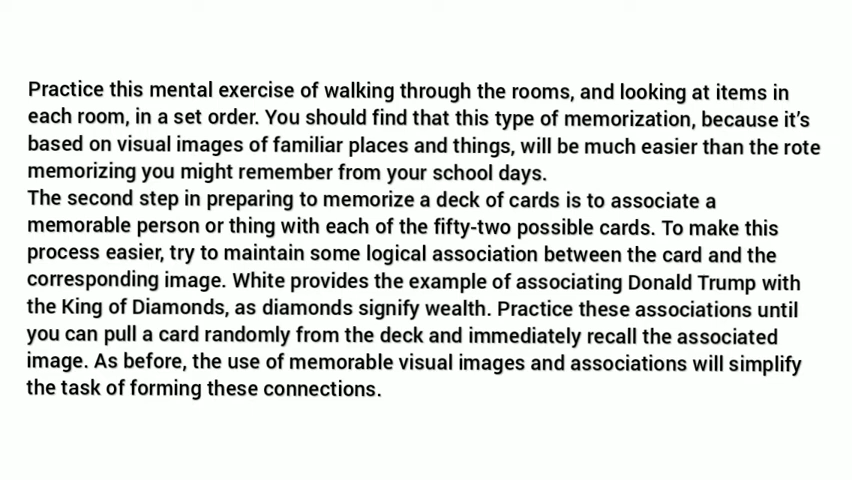 Practice this mental exercise of walking through the rooms, and looking at items in
each room, in a set order. You should find that this type of memorization, because it's
based on visual images of familiar places and things, will be much easier than the rote
memorizing you might remember from your school days.
The second step in preparing to memorize a deck of cards is to associate a
memorable person or thing with each of the fifty-two possible cards. To make this
process easier, try to maintain some logical association between the card and the
corresponding image. White provides the example of associating Donald Trump with
the King of Diamonds, as diamonds signify wealth. Practice these associations until
you can pull a card randomly from the deck and immediately recall the associated
image. As before, the use of memorable visual images and associations will simplify
the task of forming these connections.